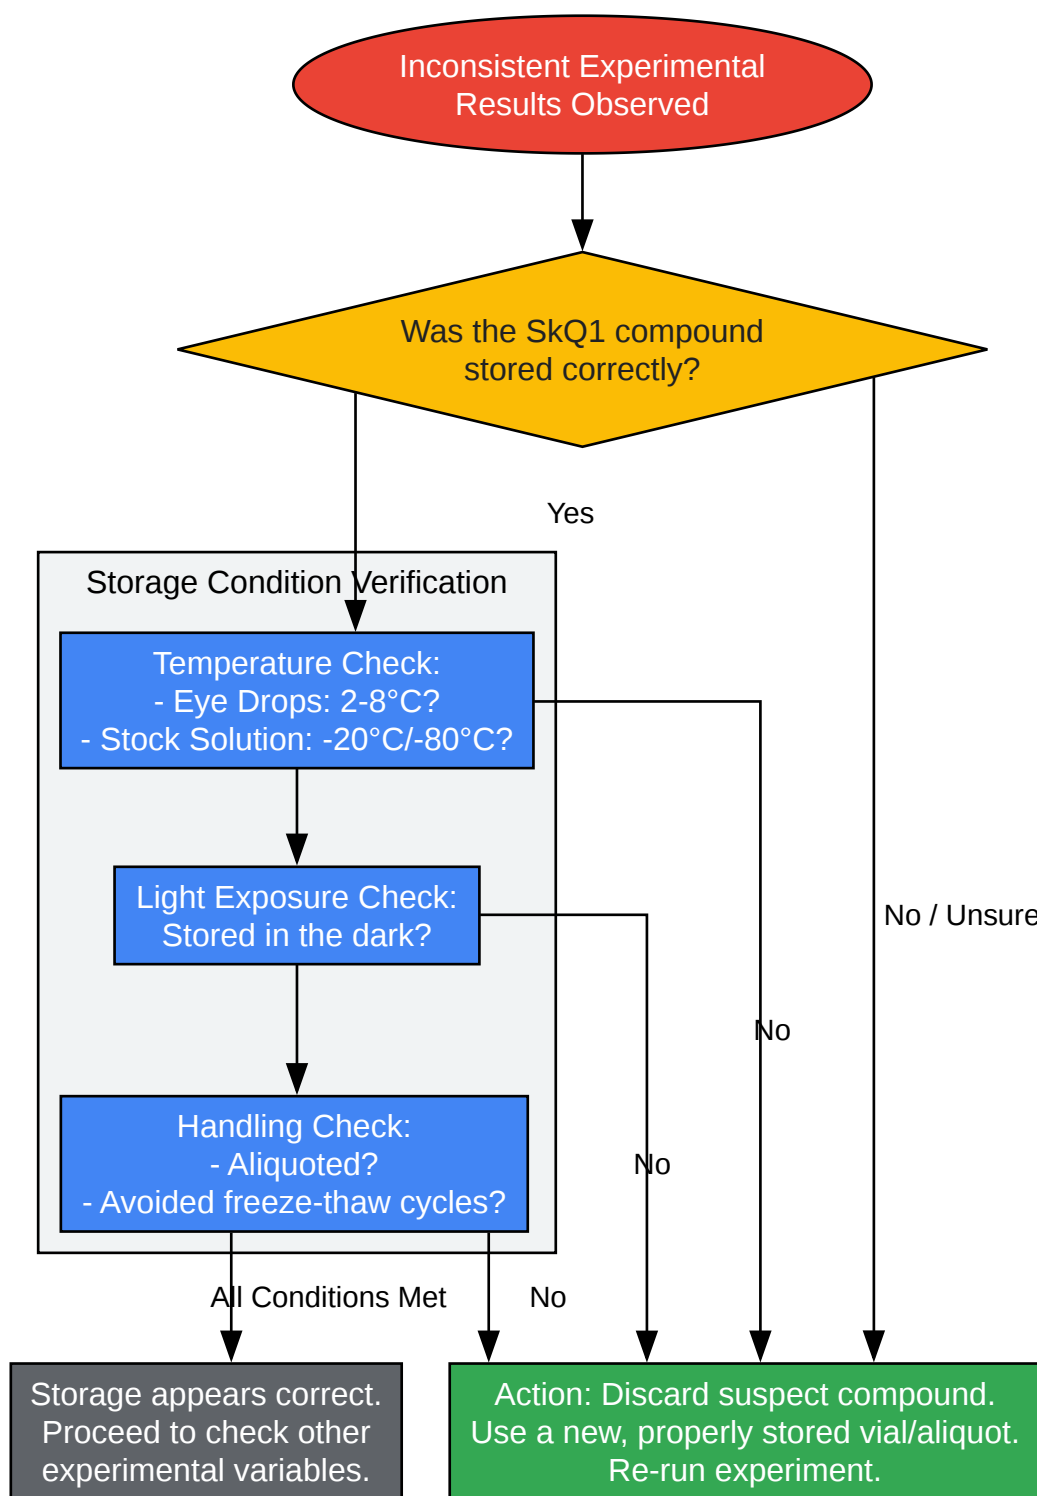 Inconsistent Experimental
Results Observed
Was the SkQ1 compound
stored correctly?
Yes
Storage Condition Verification
Temperature Check:
- Eye Drops: 2-8°C?
- Stock Solution: -20°C/-80°C?
Light Exposure Check:
Stored in the dark?
No / Unsure
No
Handling Check:
- Aliquoted?
- Avoided freeze-thaw cycles?
No
All Conditions Met
No
Storage appears correct.
Proceed to check other
experimental variables.
Action: Discard suspect compound.
Use a new, properly stored vial/aliquot.
Re-run experiment.